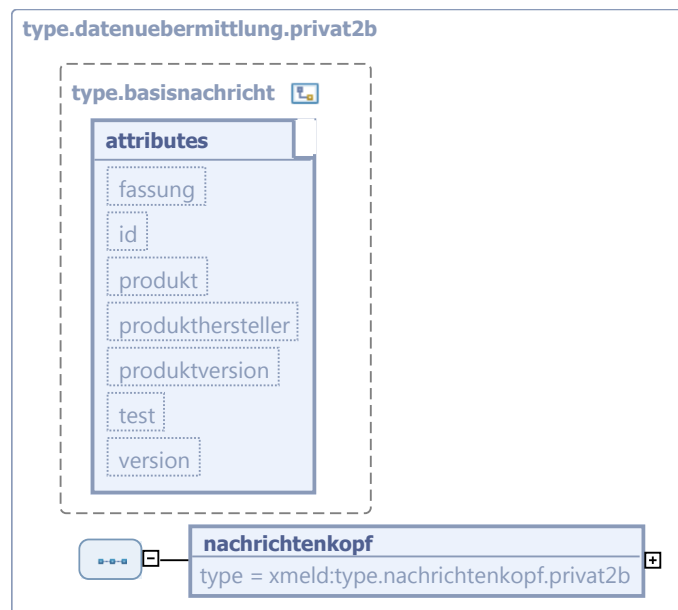 type.datenuebermittlung.privat2b
type.basisnachricht
attributes
fassung
id
produkt
produkthersteller
produktversion
test
version
nachrichtenkopf
type = xmeld:type.nachrichtenkopf.privat2b